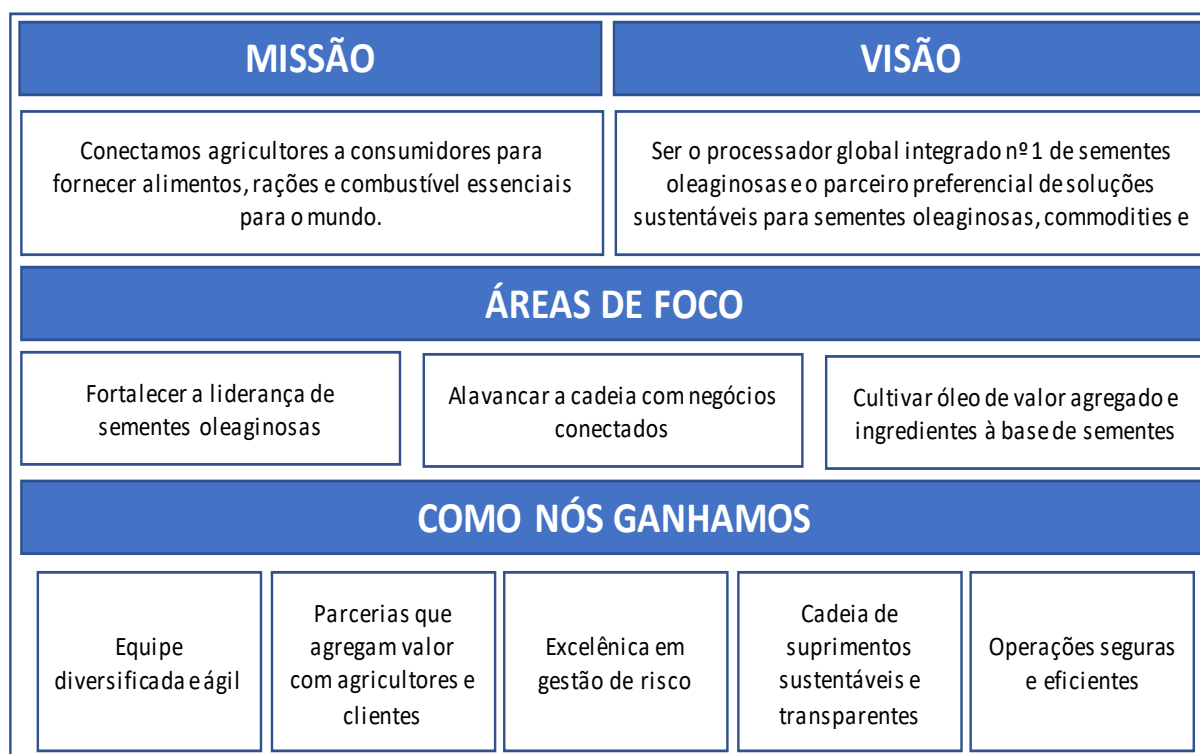 MISSÃO
VISÃO
Conectamos agricultores a consumidores para
fornecer alimentos, rações e combustível essenciais
para o mundo.
Ser o processador global integrado nº 1 de sementes
oleaginosas e o parceiro preferencial de soluções
sustentáveis para sementes oleaginosas, commodities e
ÁREAS DE FOCO
Fortalecer a liderança de
sementes oleaginosas
Alavancar a cadeia com negócios
conectados
Cultivar óleo de valor agregado e
ingredientes à base de sementes
COMO NÓS GANHAMOS
Equipe
diversificada e ágil
Parcerias que
agregam valor
com agricultores e
clientes
Excelênica em
gestão de risco
Cadeia de
suprimentos
sustentáveis e
transparentes
Operações seguras
e eficientes